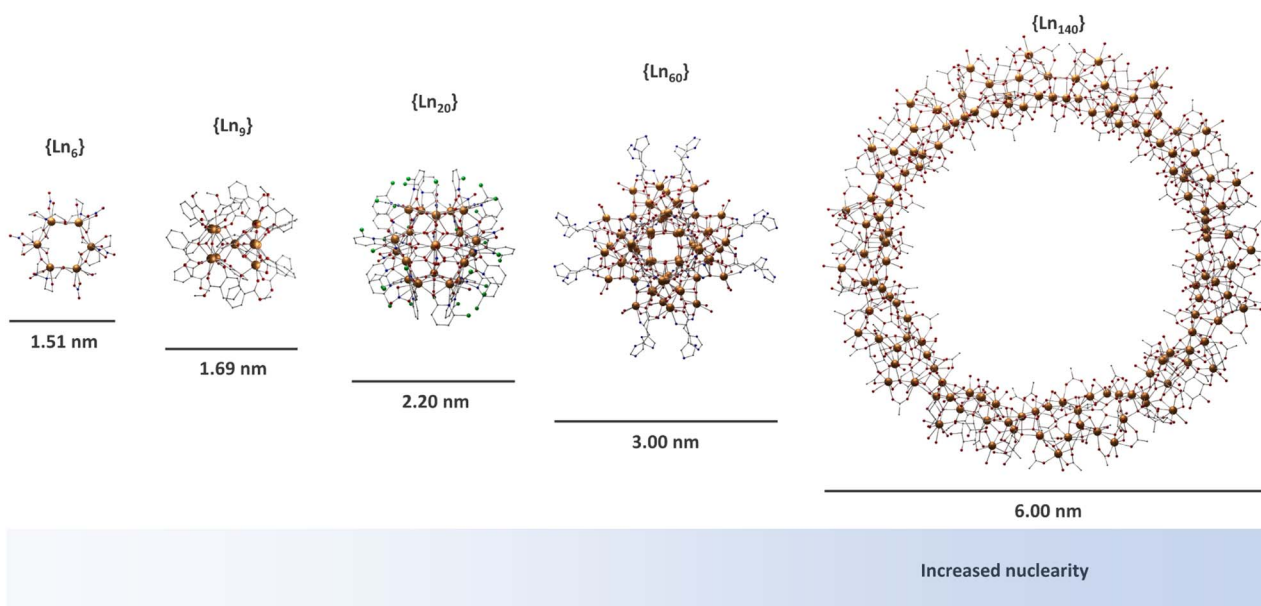 {Ln₆}
{Ln₉}
{Ln₂₀}
{Ln₆₀}
{Ln₁₄₀}
1.51 nm
1.69 nm
2.20 nm
3.00 nm
6.00 nm
Increased nuclearity